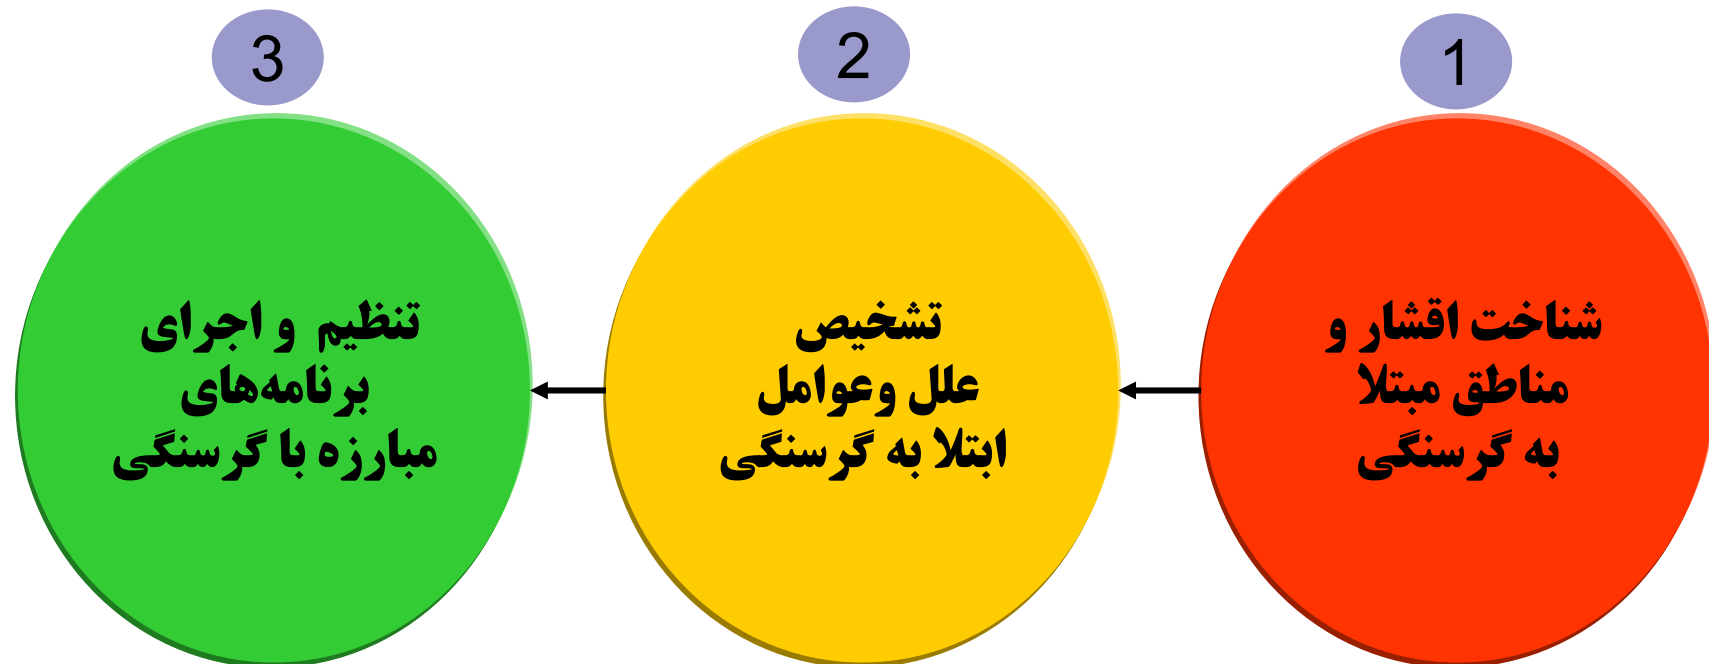 1
شناخت اقشار و
مناطق مبتلا
به گرسنگی
2
تشخیص
علل وعوامل
ابتلا به گرسنگی
3
تنظیم و اجرای
برنامه‌های
مبارزه با گرسنگی